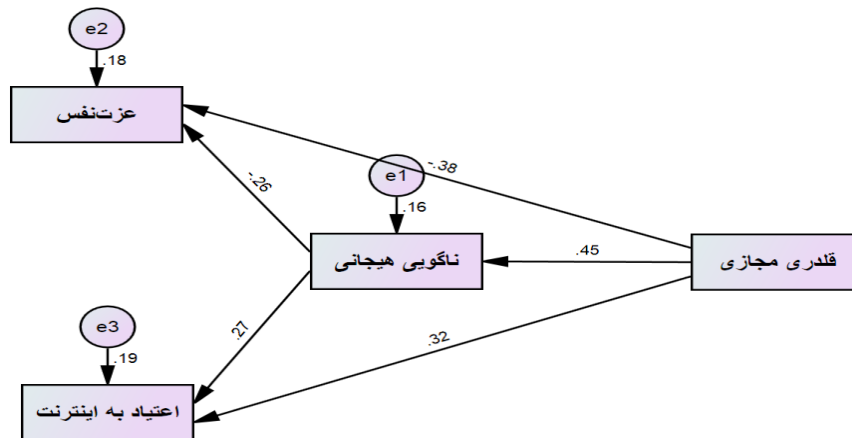 e2
.18
عزت‌نفس
-.38
e1
-.26
.16
ناگویی هیجانی
.45
قلدری مجازی
e3
.27
.32
.19
اعتیاد به اینترنت